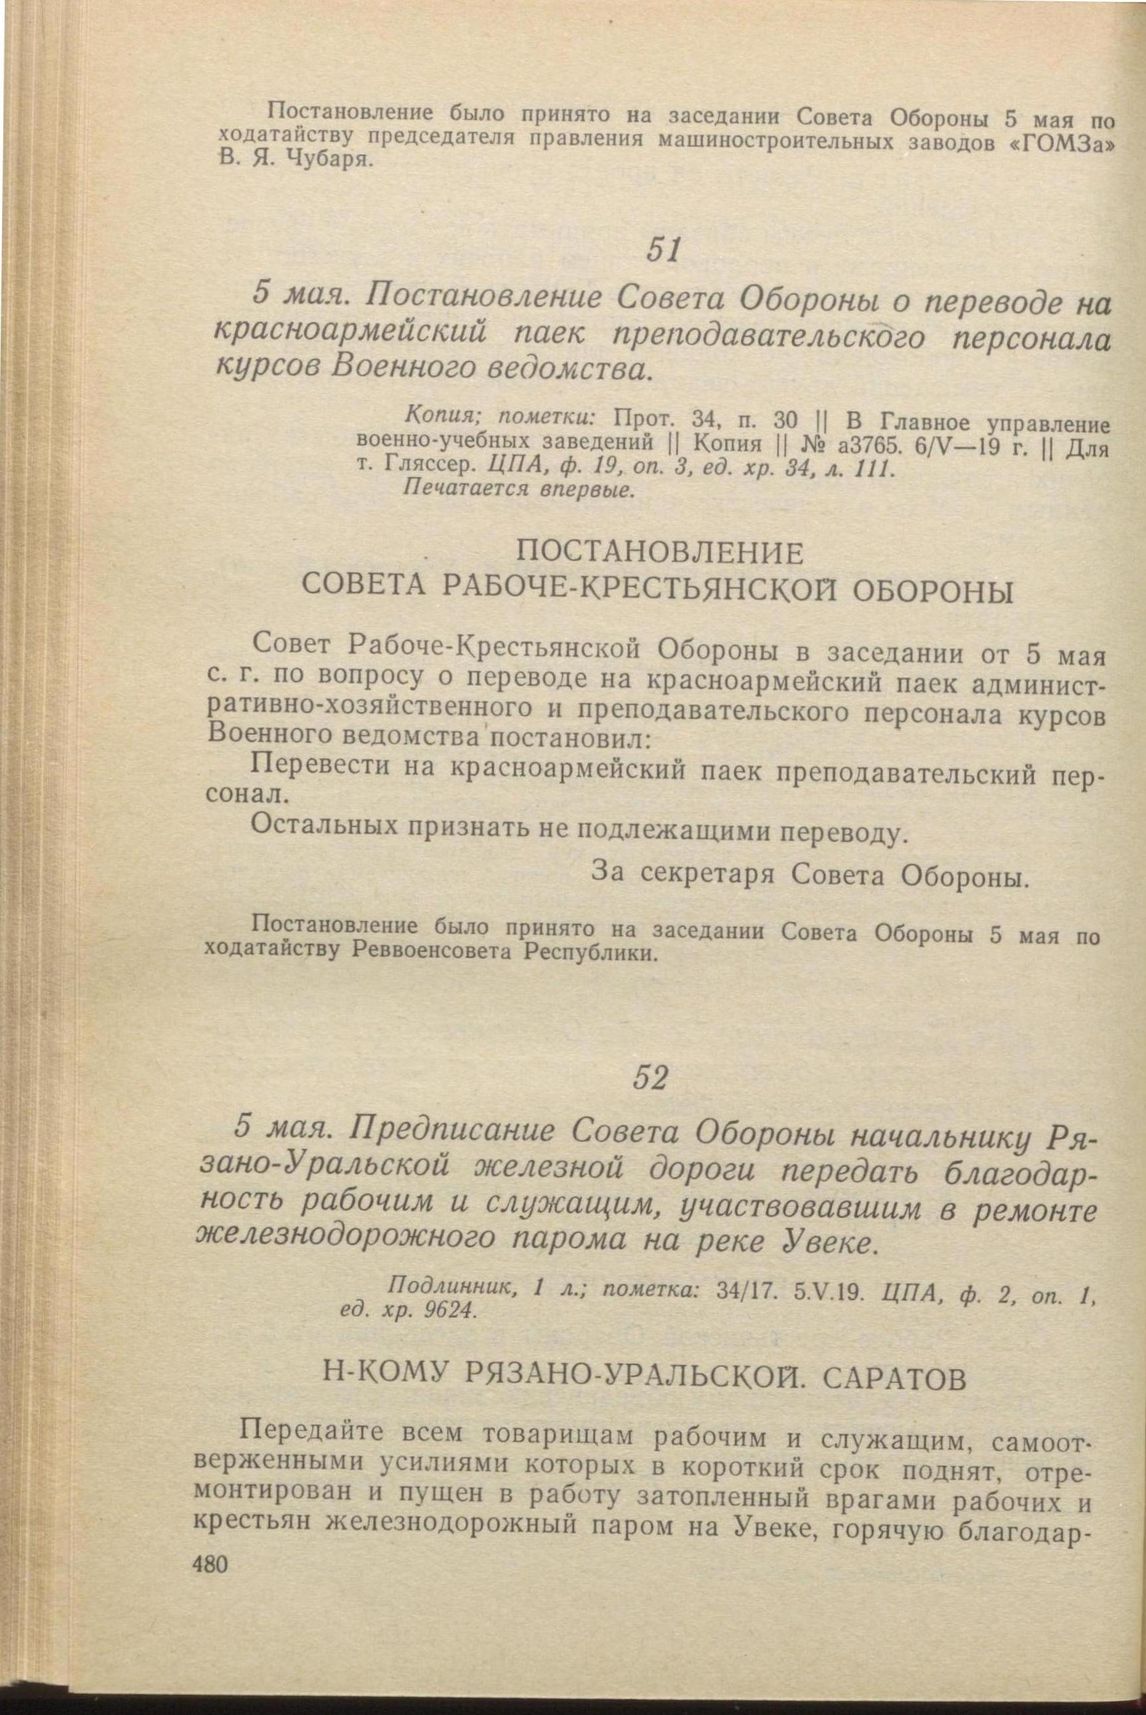 Постановление было принято на заседании Совета Обороны 5 мая по
ходатайству председателя правления машиностроительных заводов «ГОМЗа»
В. Я. Чубаря.
51
5 мая. Постановление Совета Обороны о переводе на
красноармейский паек преподавательского персонала
курсов Военного ведомства.
Копия; пометки: Прот. 34, п. 30 || В Главное управление
военно-учебных заведений || Копия || № а3765. 6/V—19 г. || Для
т. Гляссер. ЦПА, ф. 19, оп. 3, ед. хр. 34, л. 111.
Печатается впервые.
ПОСТАНОВЛЕНИЕ
СОВЕТА РАБОЧЕ-КРЕСТЬЯНСКОЙ ОБОРОНЫ
Совет Рабоче-Крестьянской Обороны в заседании от 5 мая
с. г. по вопросу о переводе на красноармейский паек админист-
ративно-хозяйственного и преподавательского персонала курсов
Военного ведомства постановил:
Перевести на красноармейский паек преподавательский пер-
сонал.
Остальных признать не подлежащими переводу.
За секретаря Совета Обороны.
Постановление было принято на заседании Совета Обороны 5 мая по
ходатайству Реввоенсовета Республики.
52
5 мая. Предписание Совета Обороны начальнику Ря-
зано-Уральской железной дороги передать благодар-
ность рабочим и служащим, участвовавшим в ремонте
железнодорожного парома на реке Увеке.
Подлинник, 1 л.; пометка: 34/17. 5.V.19. ЦПА, ф. 2, оп. 1,
ед. хр. 9624.
Н-КОМУ РЯЗАНО-УРАЛЬСКОЙ. САРАТОВ
Передайте всем товарищам рабочим и служащим, самоот-
верженными усилиями которых в короткий срок поднят, отре-
монтирован и пущен в работу затопленный врагами рабочих и
крестьян железнодорожный паром на Увеке, горячую благодар-
480